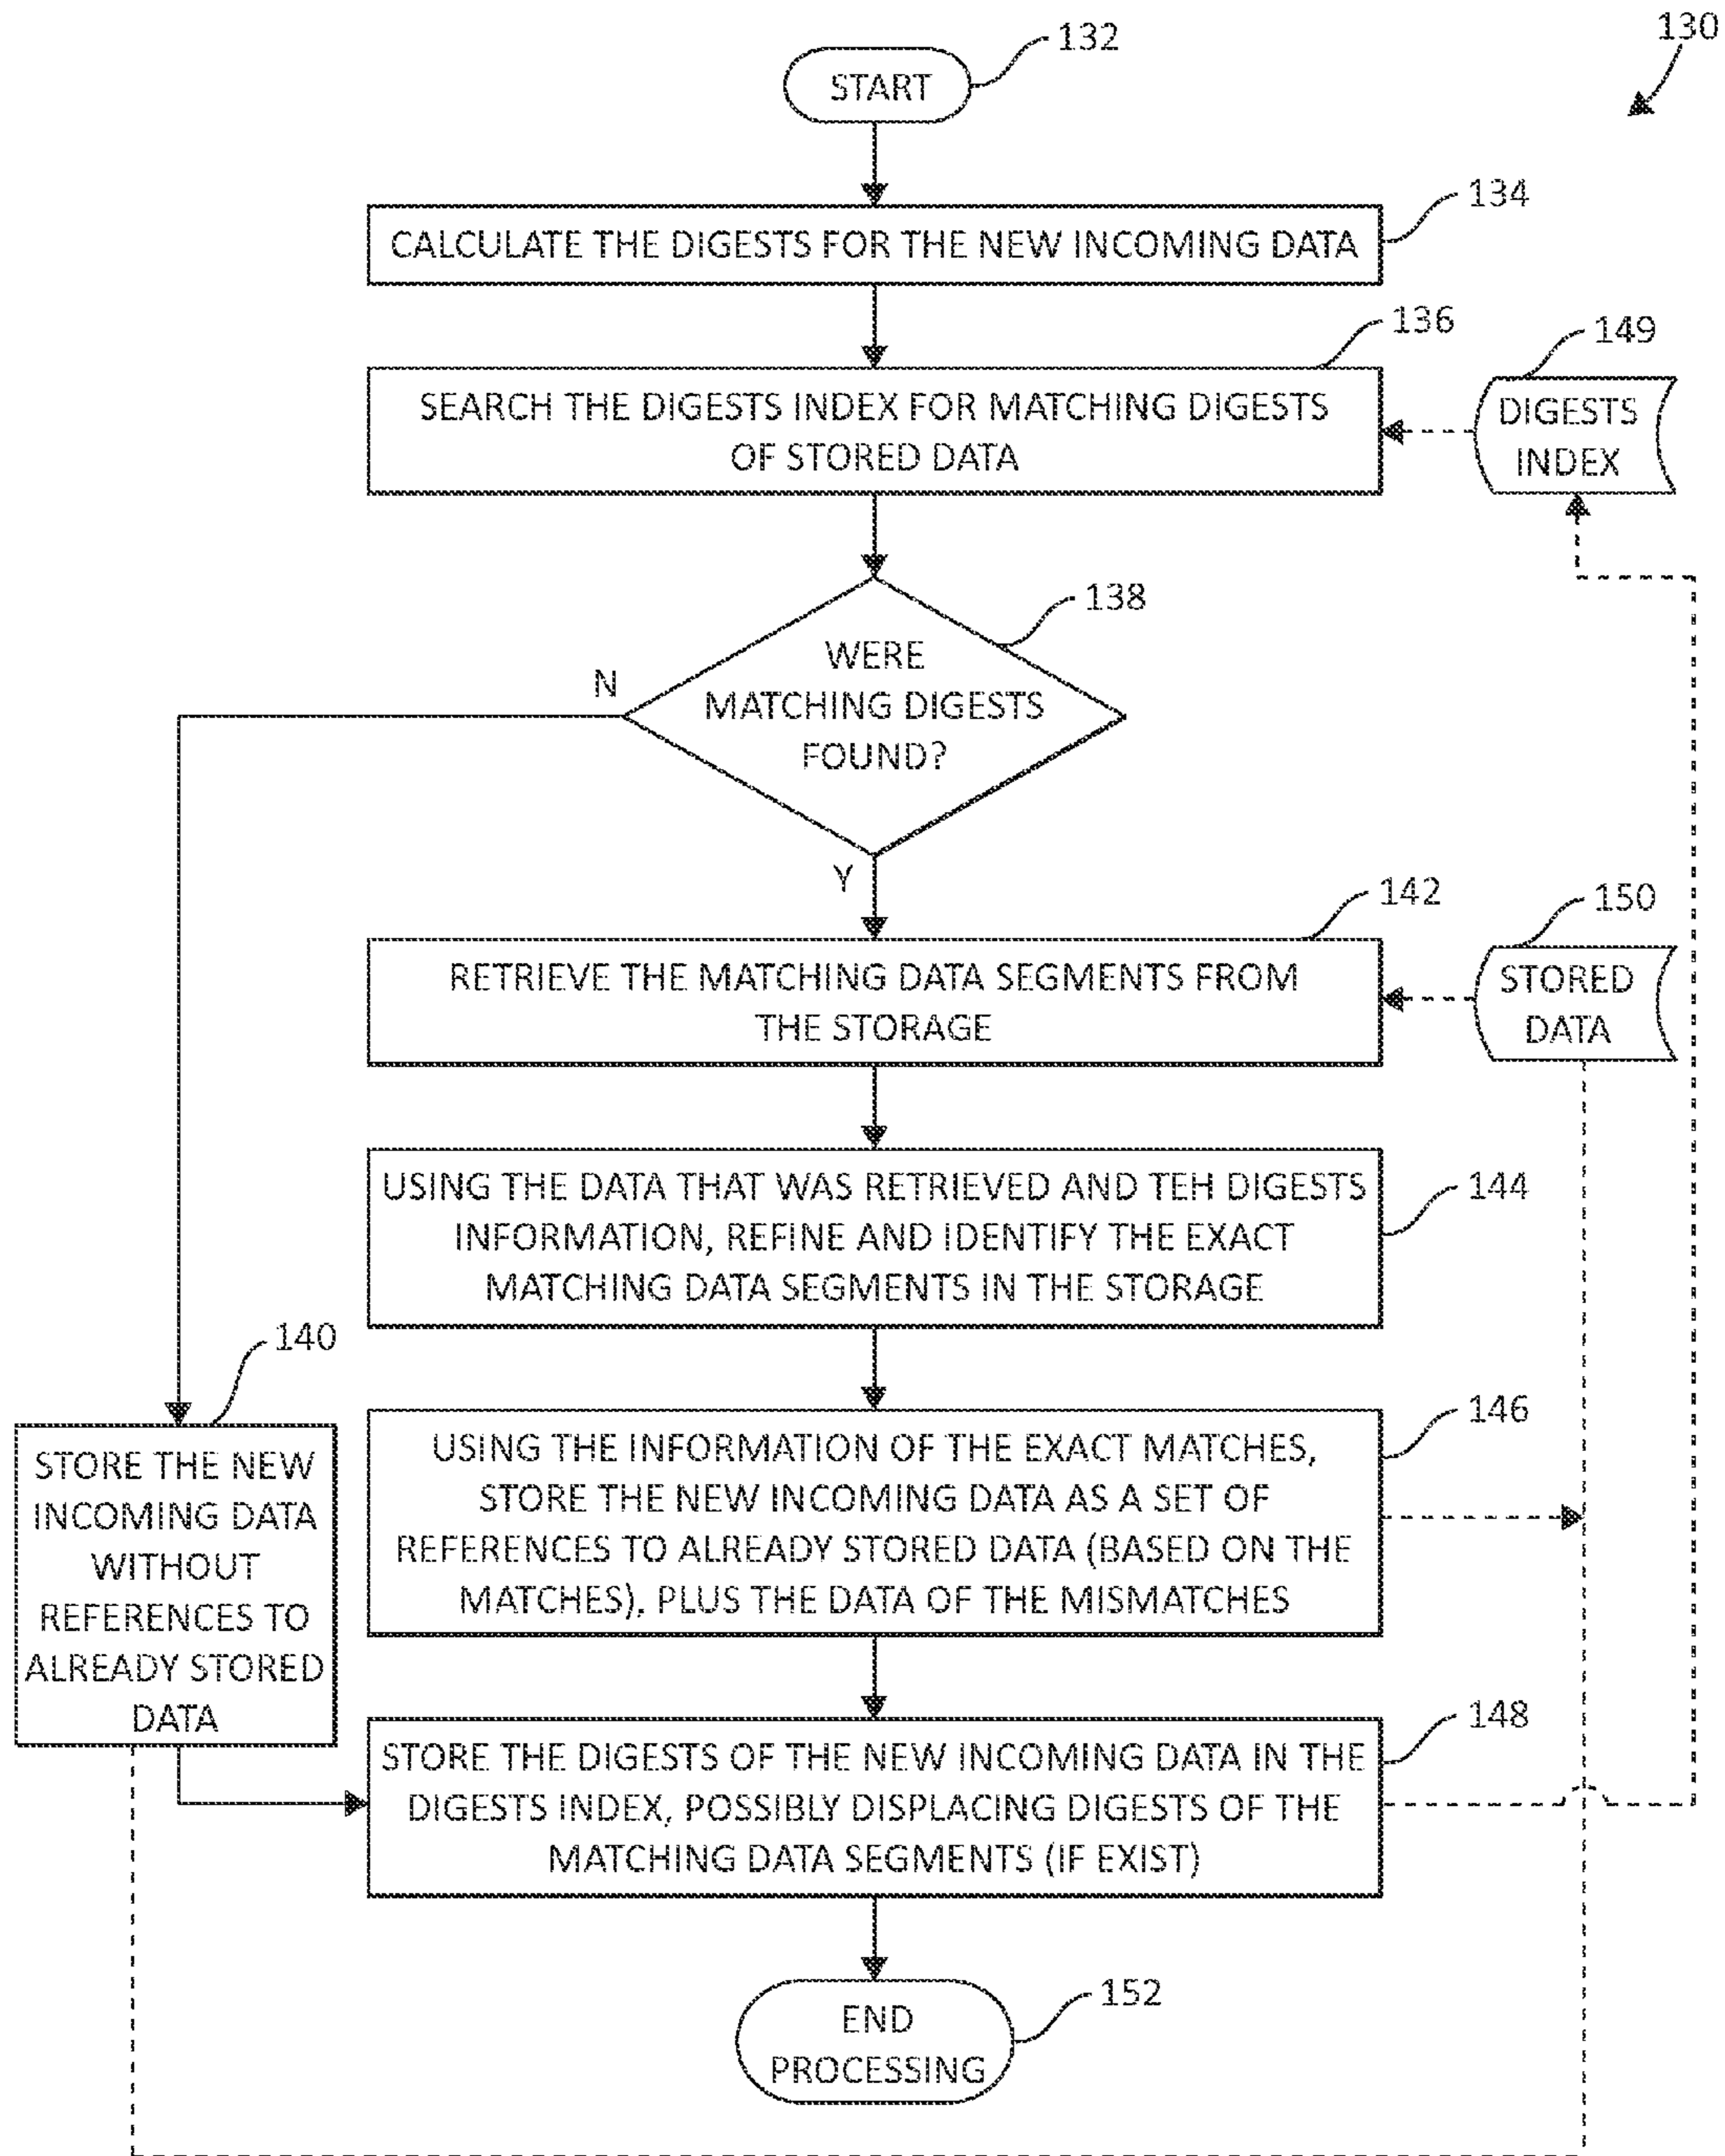 130
132
START
134
CALCULATE THE DIGESTS FOR THE NEW INCOMING DATA
136
SEARCH THE DIGESTS INDEX FOR MATCHING DIGESTS
OF STORED DATA
149
DIGESTS
INDEX
138
WERE
MATCHING DIGESTS
FOUND?
N
Y
142
RETRIEVE THE MATCHING DATA SEGMENTS FROM
THE STORAGE
150
STORED
DATA
144
USING THE DATA THAT WAS RETRIEVED AND TEH DIGESTS
INFORMATION, REFINE AND IDENTIFY THE EXACT
MATCHING DATA SEGMENTS IN THE STORAGE
140
STORE THE NEW
INCOMING DATA
WITHOUT
REFERENCES TO
ALREADY STORED
DATA
146
USING THE INFORMATION OF THE EXACT MATCHES,
STORE THE NEW INCOMING DATA AS A SET OF
REFERENCES TO ALREADY STORED DATA (BASED ON THE
MATCHES), PLUS THE DATA OF THE MISMATCHES
148
STORE THE DIGESTS OF THE NEW INCOMING DATA IN THE
DIGESTS INDEX, POSSIBLY DISPLACING DIGESTS OF THE
MATCHING DATA SEGMENTS (IF EXIST)
152
END
PROCESSING